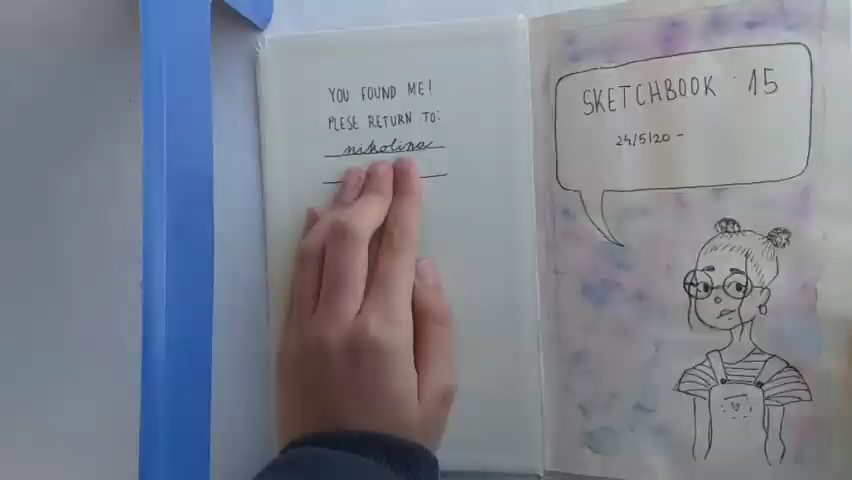 YOU FOUND ME!
PLESE RETURN TO:
nikolina
SKETCHBOOK 15
24/5/20 -